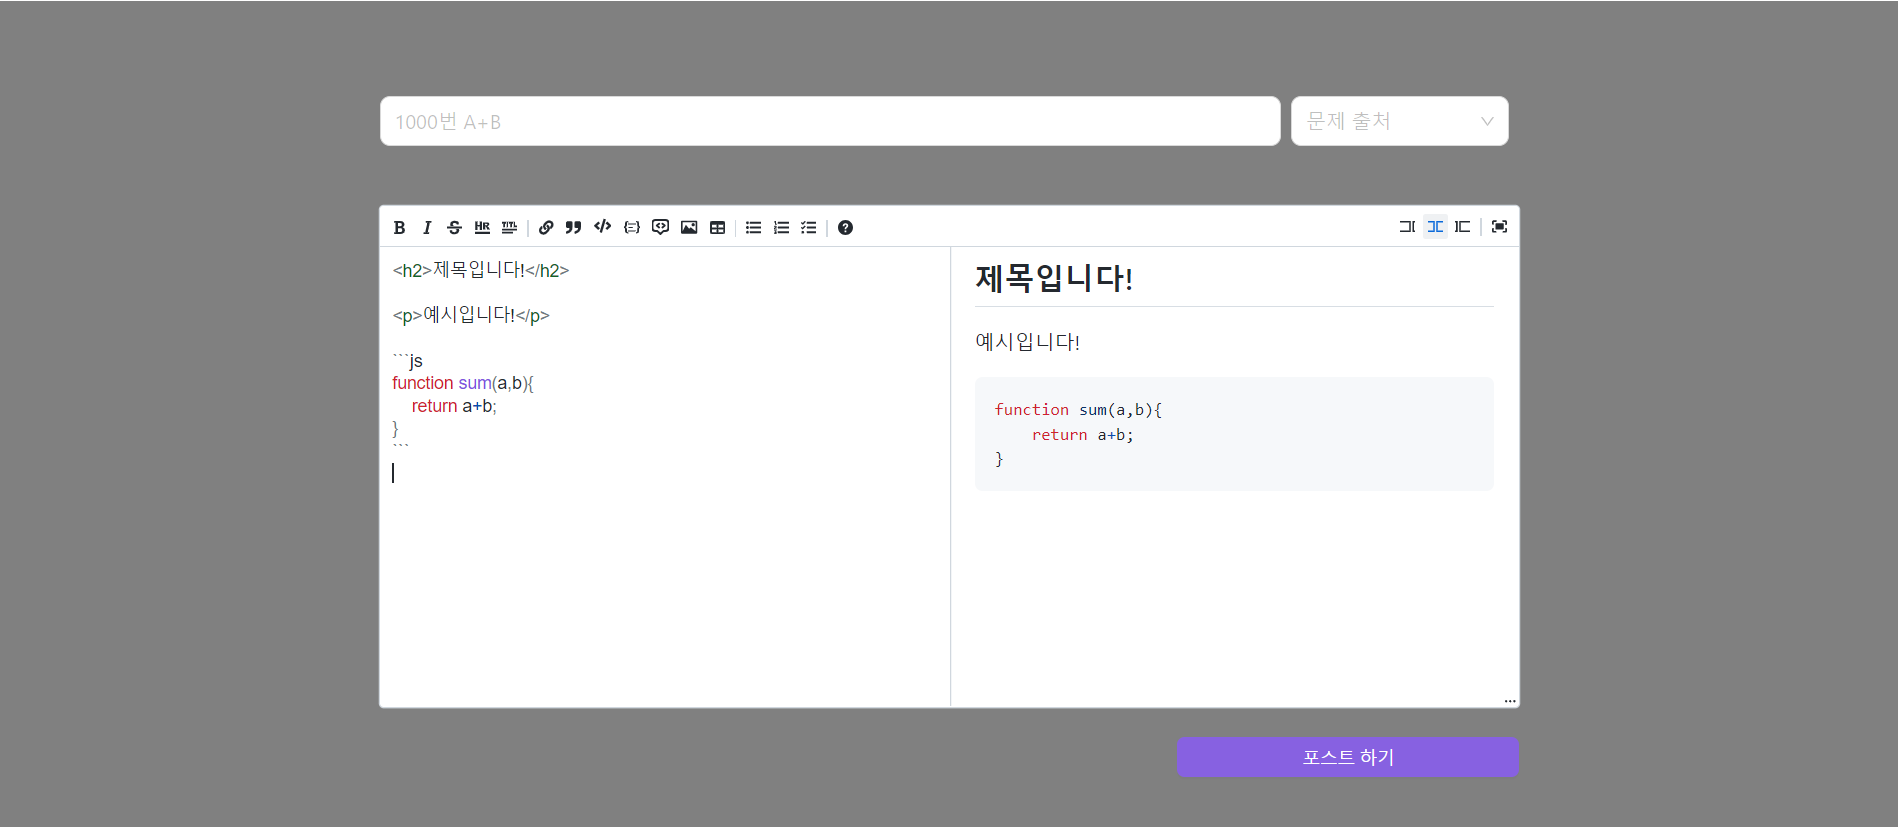 1000번 A+B
문제 출처
B I S HR TITL
<h2>제목입니다!</h2>
<p>예시입니다!</p>
```js
function sum(a,b){
    return a+b;
}
```
제목입니다!
예시입니다!
function sum(a,b){
    return a+b;
}
포스트 하기